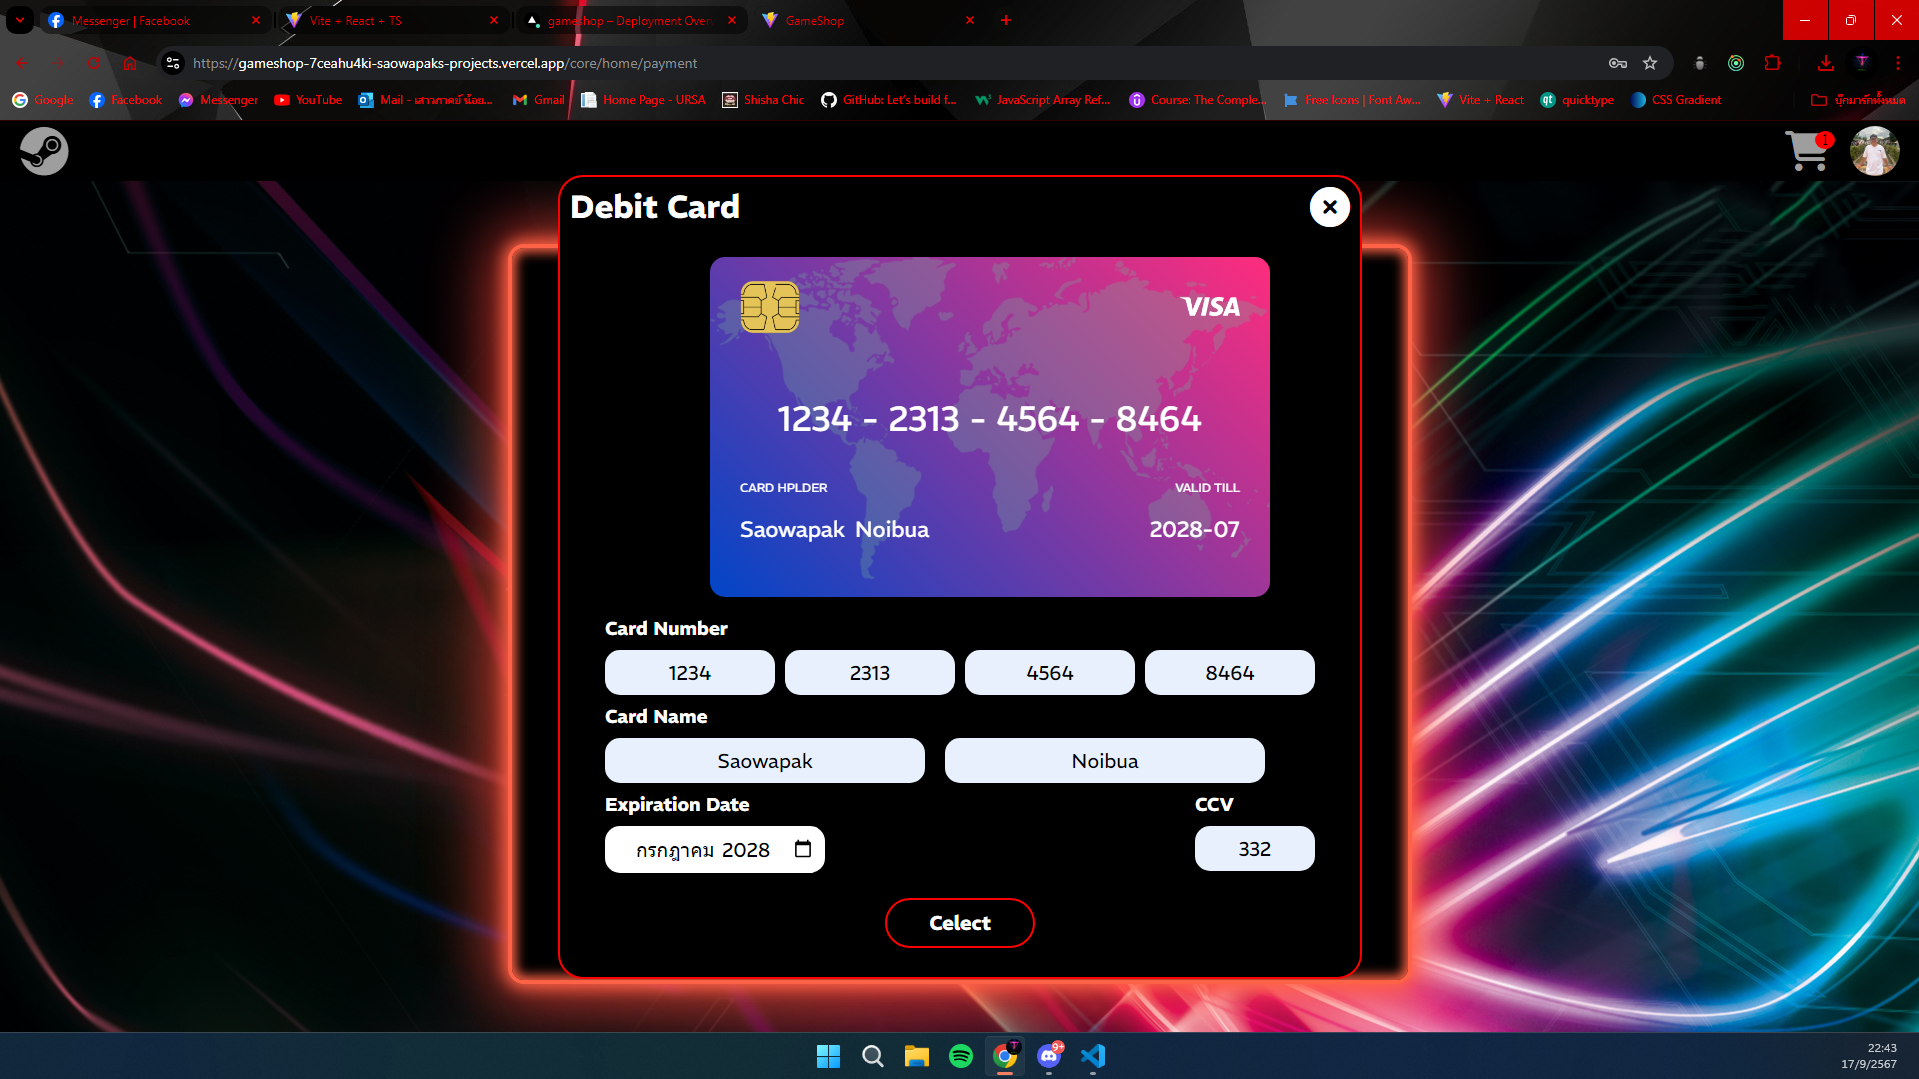 Messenger | Facebook
Vite + React + TS
gameshop – Deployment Over
GameShop
https://gameshop-7ceahu4ki-saowapaks-projects.vercel.app/core/home/payment
Google
Facebook
Messenger
YouTube
Mail - เสาวภาคย์ น้อย...
Gmail
Home Page - URSA
Shisha Chic
GitHub: Let's build f...
JavaScript Array Ref...
Course: The Comple...
Free Icons | Font Aw...
Vite + React
quicktype
CSS Gradient
บุ๊กมาร์กทั้งหมด
1
Debit Card
VISA
1234 - 2313 - 4564 - 8464
CARD HPLDER
VALID TILL
Saowapak Noibua
2028-07
Card Number
1234
2313
4564
8464
Card Name
Saowapak
Noibua
Expiration Date
CCV
กรกฎาคม 2028
332
Celect
9+
22:43
17/9/2567